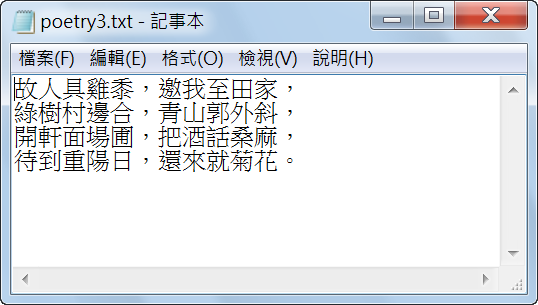 poetry3.txt - 記事本
檔案(F) 編輯(E) 格式(O) 檢視(V) 說明(H)
故人具雞黍，邀我至田家，
綠樹村邊合，青山郭外斜，
開軒面場圃，把酒話桑麻，
待到重陽日，還來就菊花。